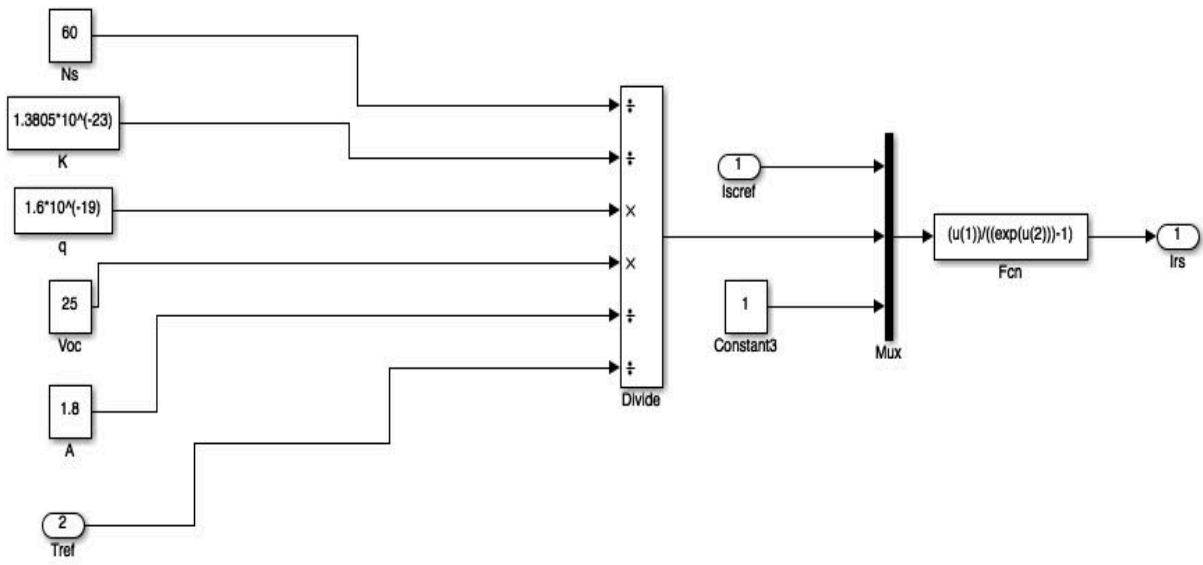 60
Ns
1.3805*10^(-23)
K
1.6*10^(-19)
q
25
Voc
1.8
A
2
Tref
÷
÷
×
×
÷
÷
Divide
1
Iscref
1
Constant3
Mux
(u(1))/((exp(u(2)))-1)
Fcn
1
Irs